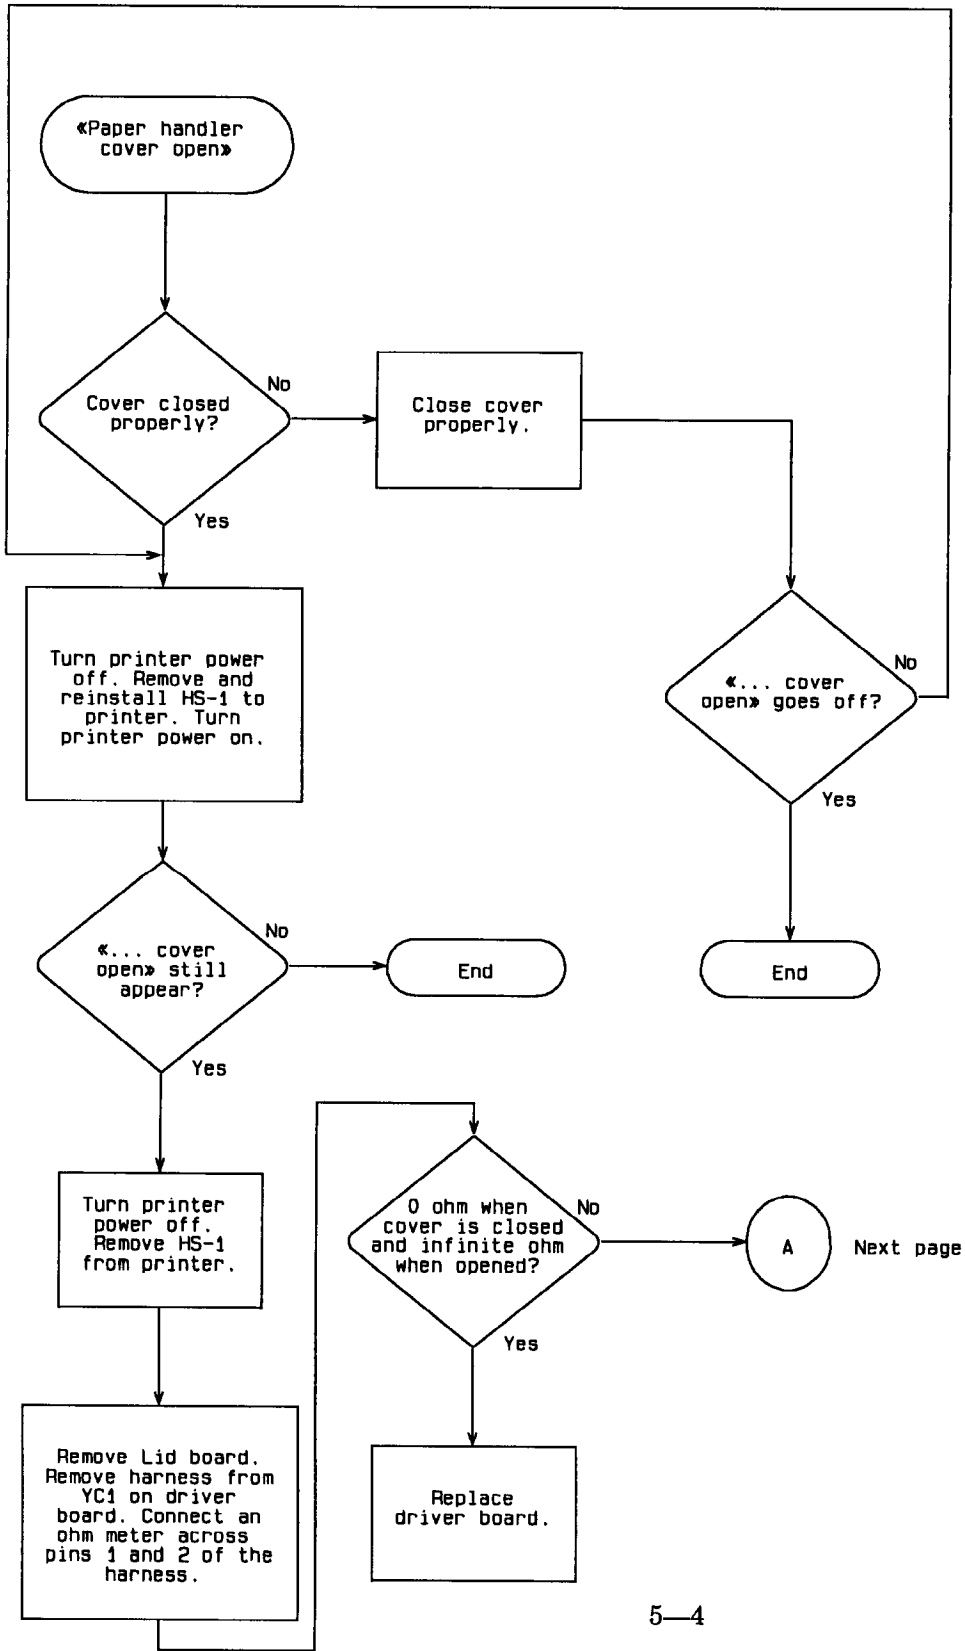 «Paper handler
cover open»
Cover closed
properly?
No
Yes
Close cover
properly.
Turn printer power
off. Remove and
reinstall HS-1 to
printer. Turn
printer power on.
«... cover
open» goes off?
No
Yes
End
«... cover
open» still
appear?
No
Yes
End
Turn printer
power off.
Remove HS-1
from printer.
Remove Lid board.
Remove harness from
YC1 on driver
board. Connect an
ohm meter across
pins 1 and 2 of the
harness.
0 ohm when
cover is closed
and infinite ohm
when opened?
No
Yes
A
Next page
Replace
driver board.
5—4